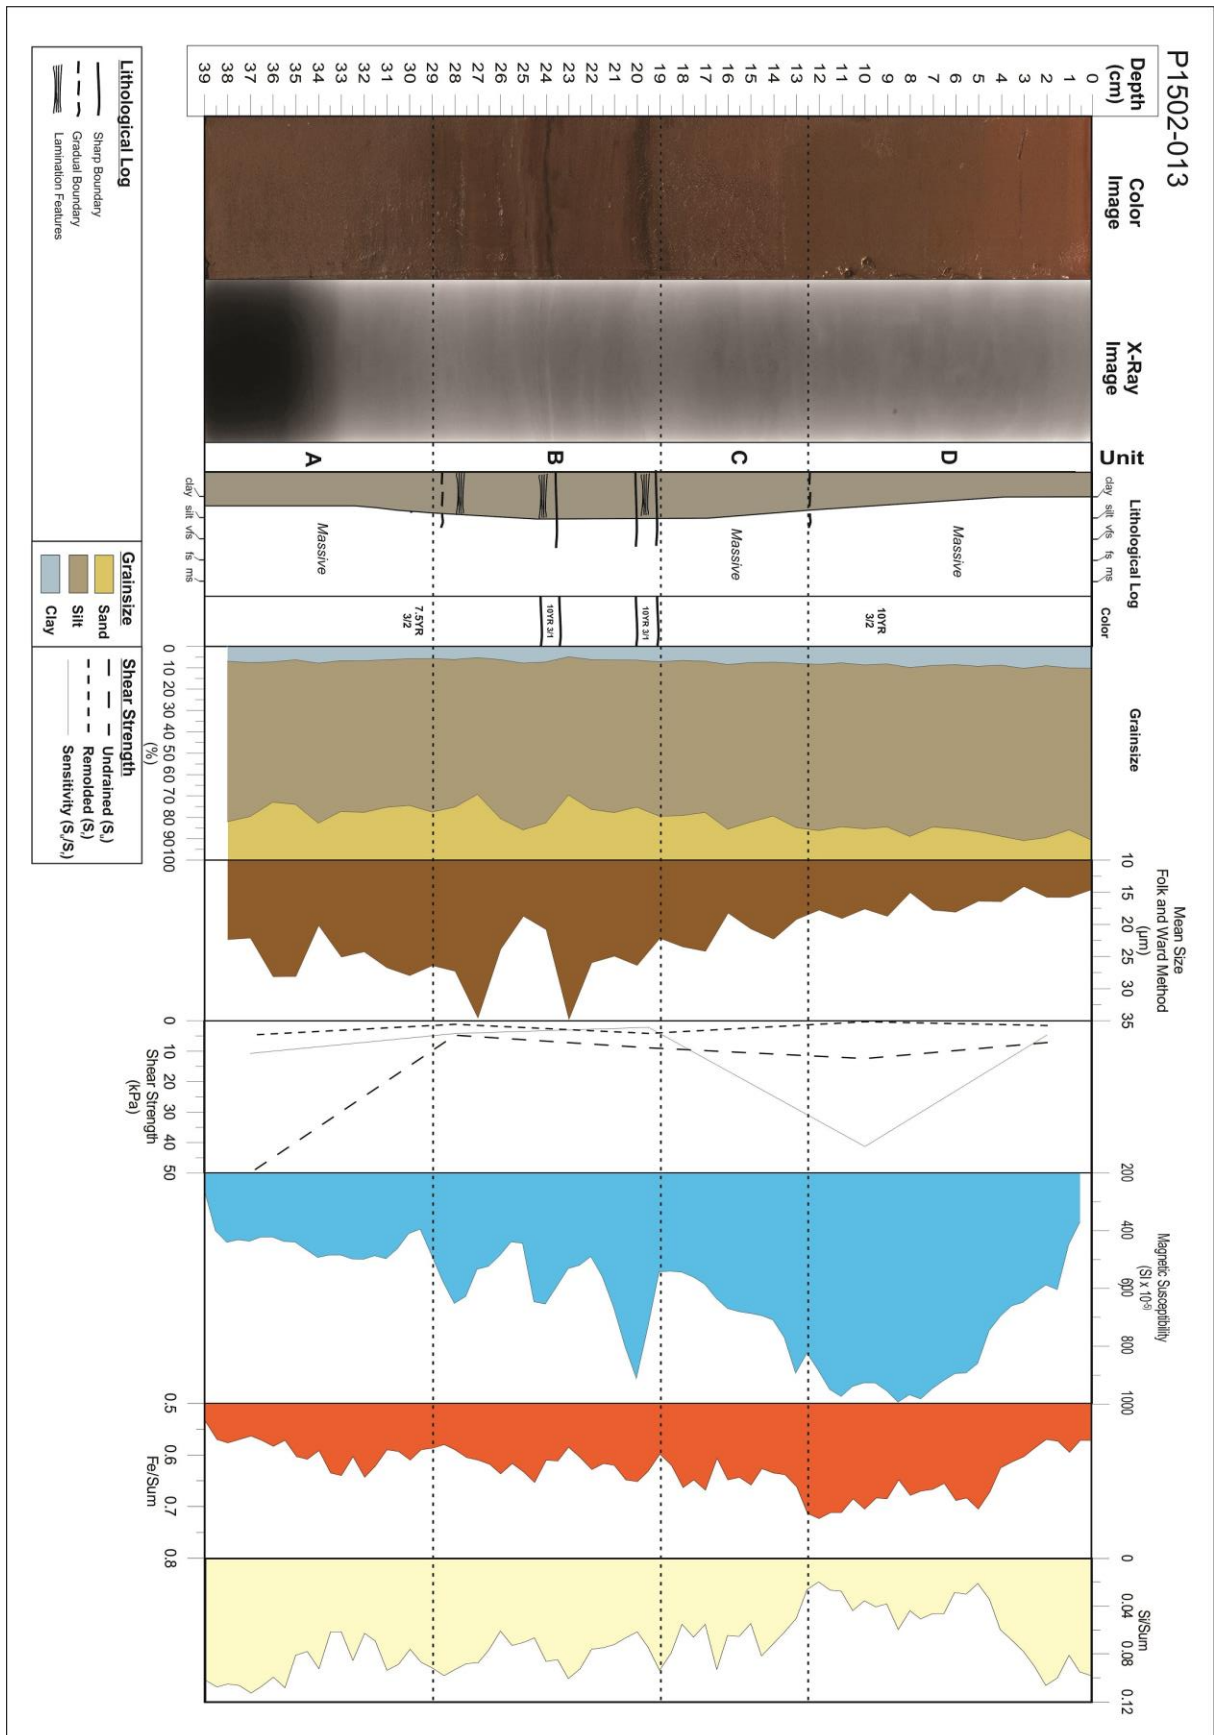 P1502-013
Depth
(cm)
0
1
2
3
4
5
6
7
8
9
10
11
12
13
14
15
16
17
18
19
20
21
22
23
24
25
26
27
28
29
30
31
32
33
34
35
36
37
38
39
Color
Image
X-Ray
Image
Unit
D
C
B
A
Lithological Log
clay
silt
vfs
fs
ms
Massive
Massive
Massive
clay
silt
vfs
fs
ms
Color
10YR
3/2
10YR 3/1
10YR 3/1
7.5YR
3/2
Grainsize
0
10
20
30
40
50
60
70
80
90
100
(%)
Mean Size
Folk and Ward Method
(µm)
10
15
20
25
30
35
0
10
20
30
40
50
Shear Strength
(kPa)
Magnetic Susceptibility
(SI x 10⁻⁵)
200
400
600
800
1000
0.5
0.6
0.7
0.8
Fe/Sum
Si/Sum
0
0.04
0.08
0.12
Lithological Log
Sharp Boundary
Gradual Boundary
Lamination Features
Grainsize
Sand
Silt
Clay
Shear Strength
Undrained (Sᵤ)
Remolded (Sᵣ)
Sensitivity (Sᵤ/Sᵣ)